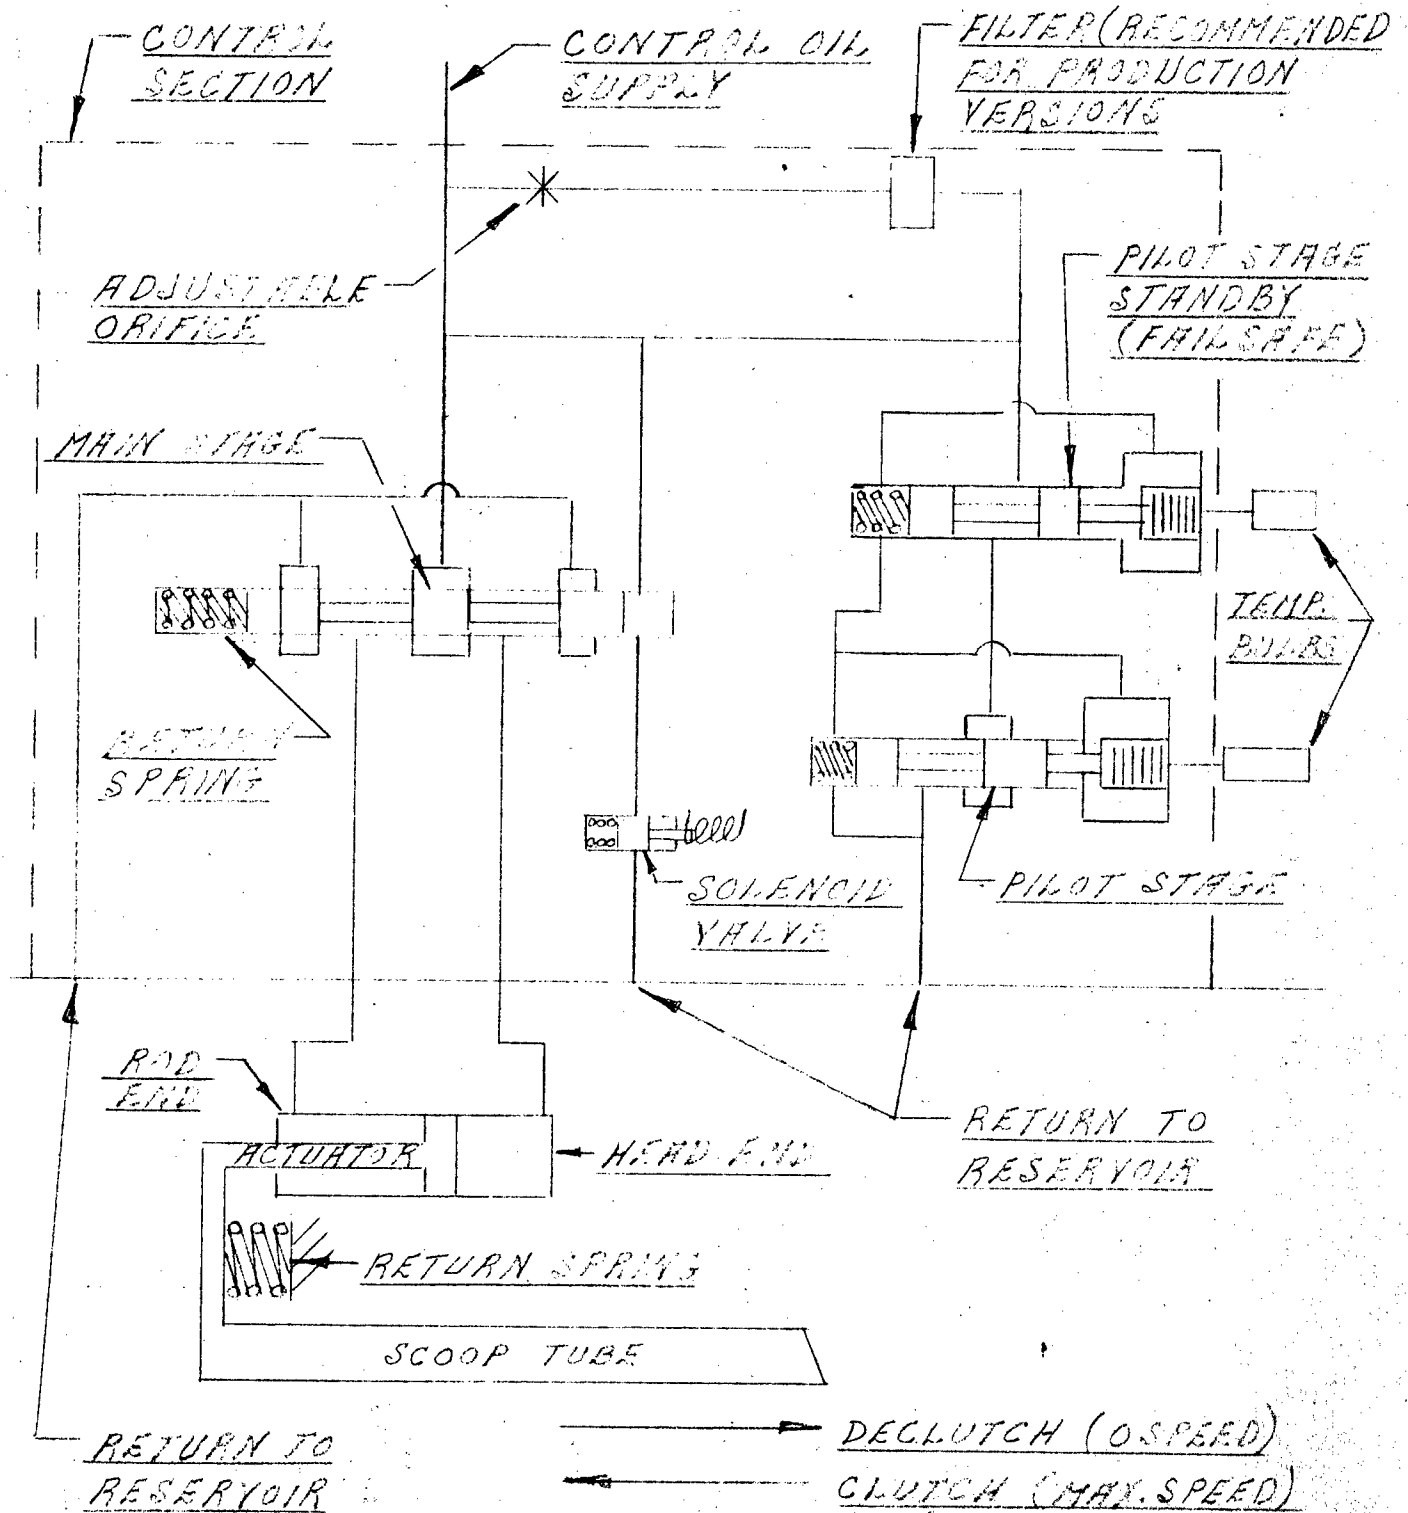 CONTROL
SECTION
CONTROL OIL
SUPPLY
FILTER (RECOMMENDED
FOR PRODUCTION
VERSIONS
ADJUSTABLE
ORIFICE
PILOT STAGE
STANDBY
(FAILSAFE)
MAIN STAGE
TEMP.
BULBS
RETURN
SPRING
SOLENOID
VALVE
PILOT STAGE
ROD
END
ACTUATOR
HEAD END
RETURN TO
RESERVOIR
RETURN SPRING
SCOOP TUBE
RETURN TO
RESERVOIR
DECLUTCH (0 SPEED)
CLUTCH (MAX. SPEED)